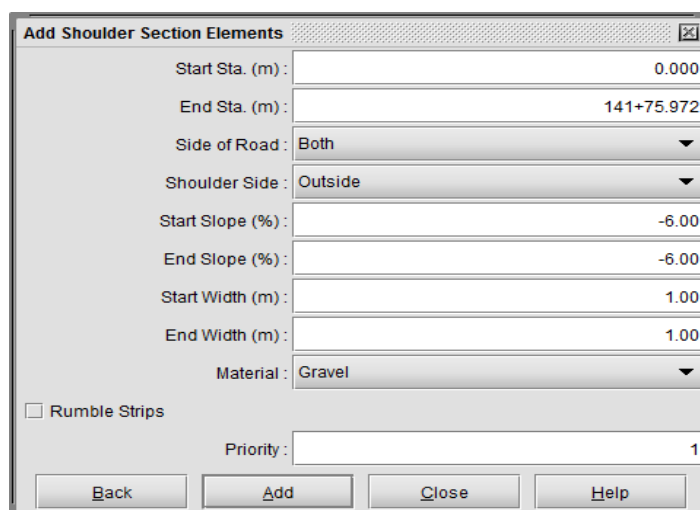 Add Shoulder Section Elements
Start Sta. (m) : 0.000
End Sta. (m) : 141+75.972
Side of Road : Both
Shoulder Side : Outside
Start Slope (%) : -6.00
End Slope (%) : -6.00
Start Width (m) : 1.00
End Width (m) : 1.00
Material : Gravel
Rumble Strips
Priority : 1
Back Add Close Help